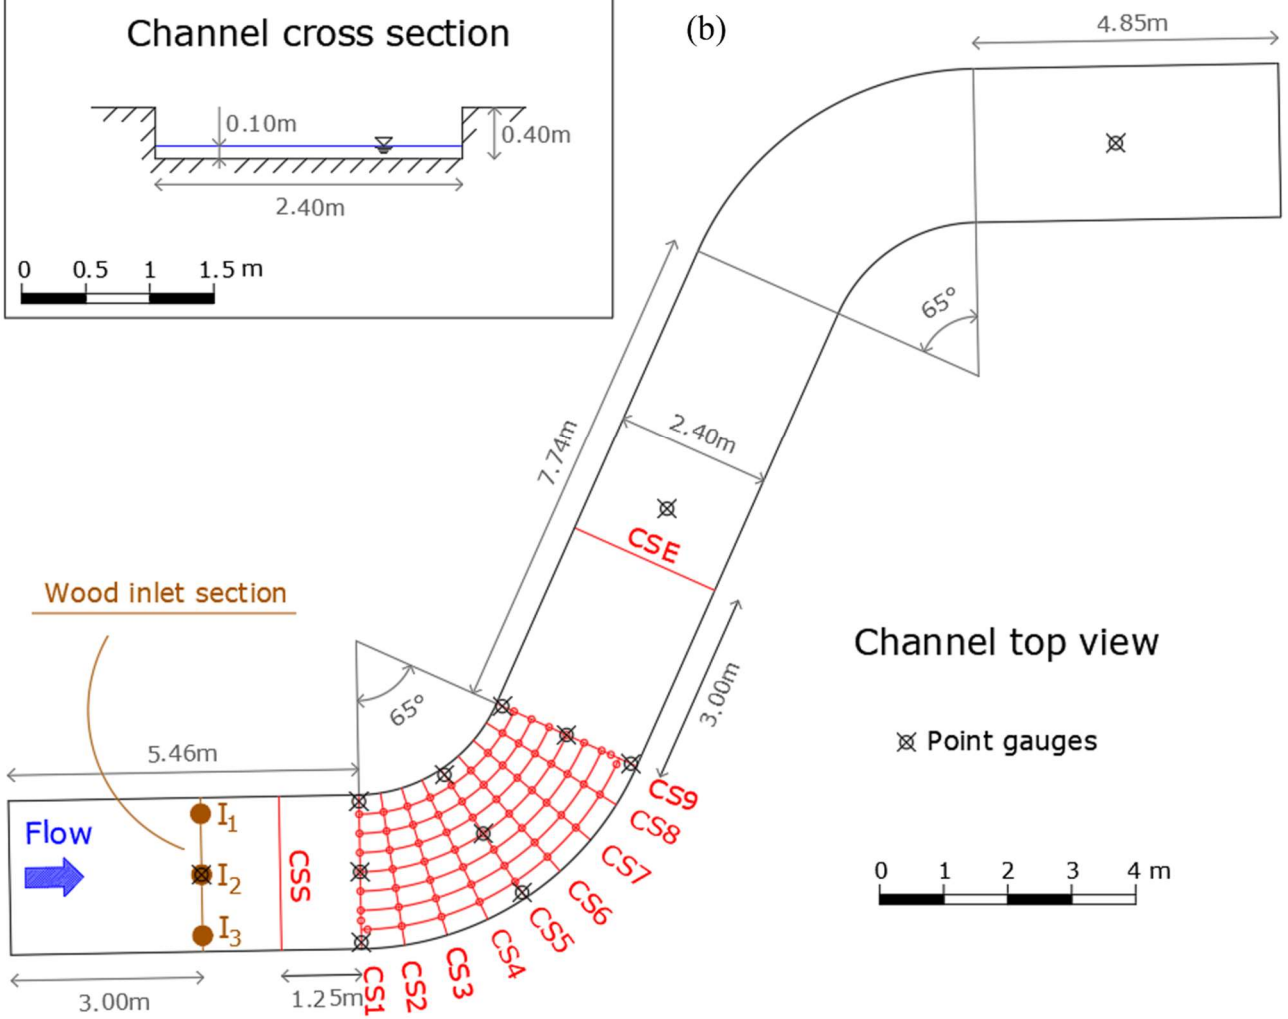 Channel cross section
0.10m
0.40m
2.40m
0 0.5 1 1.5 m
(b)
4.85m
65°
2.40m
7.74m
CSE
Wood inlet section
3.00m
Channel top view
Point gauges
65°
5.46m
Flow
I1
I2
I3
CSS
CS9
CS8
CS7
CS6
CS5
CS4
CS3
CS2
CS1
0 1 2 3 4 m
3.00m
1.25m